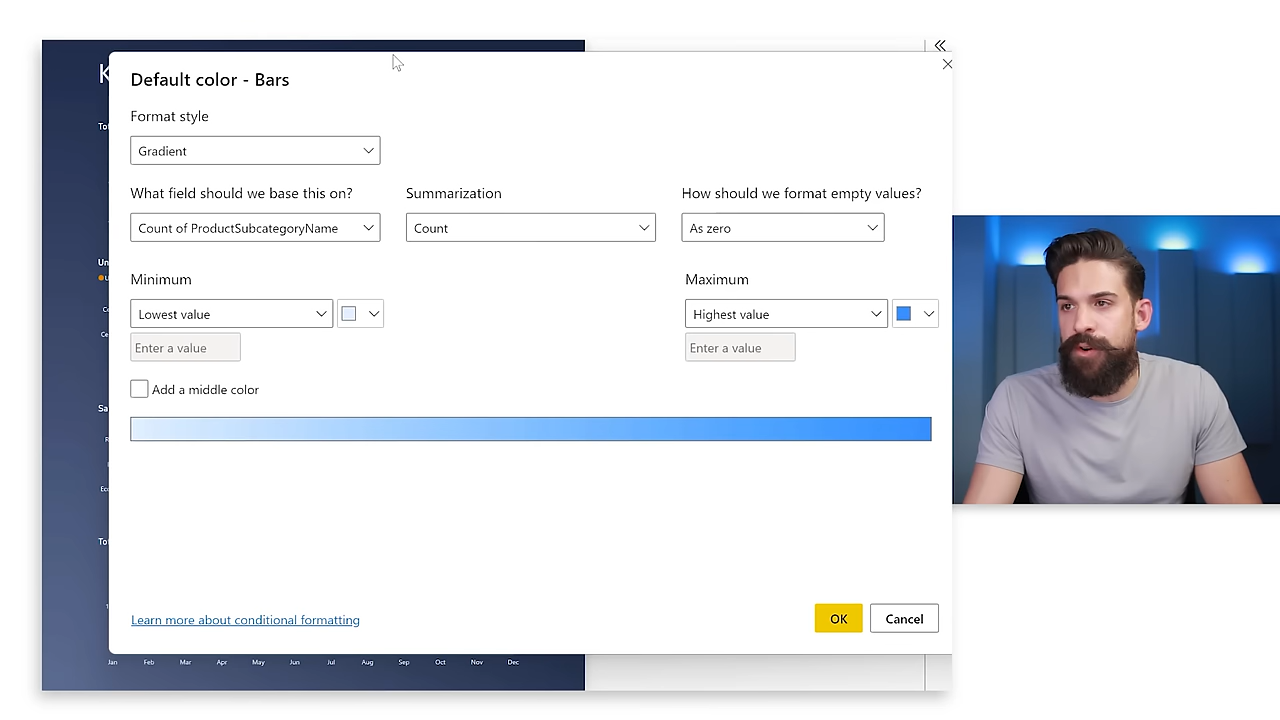 K
Default color - Bars
Format style
Gradient
What field should we base this on?
Summarization
How should we format empty values?
Count of ProductSubcategoryName
Count
As zero
Minimum
Maximum
Lowest value
Highest value
Enter a value
Enter a value
Add a middle color
Learn more about conditional formatting
OK
Cancel
Jan Feb Mar Apr May Jun Jul Aug Sep Oct Nov Dec